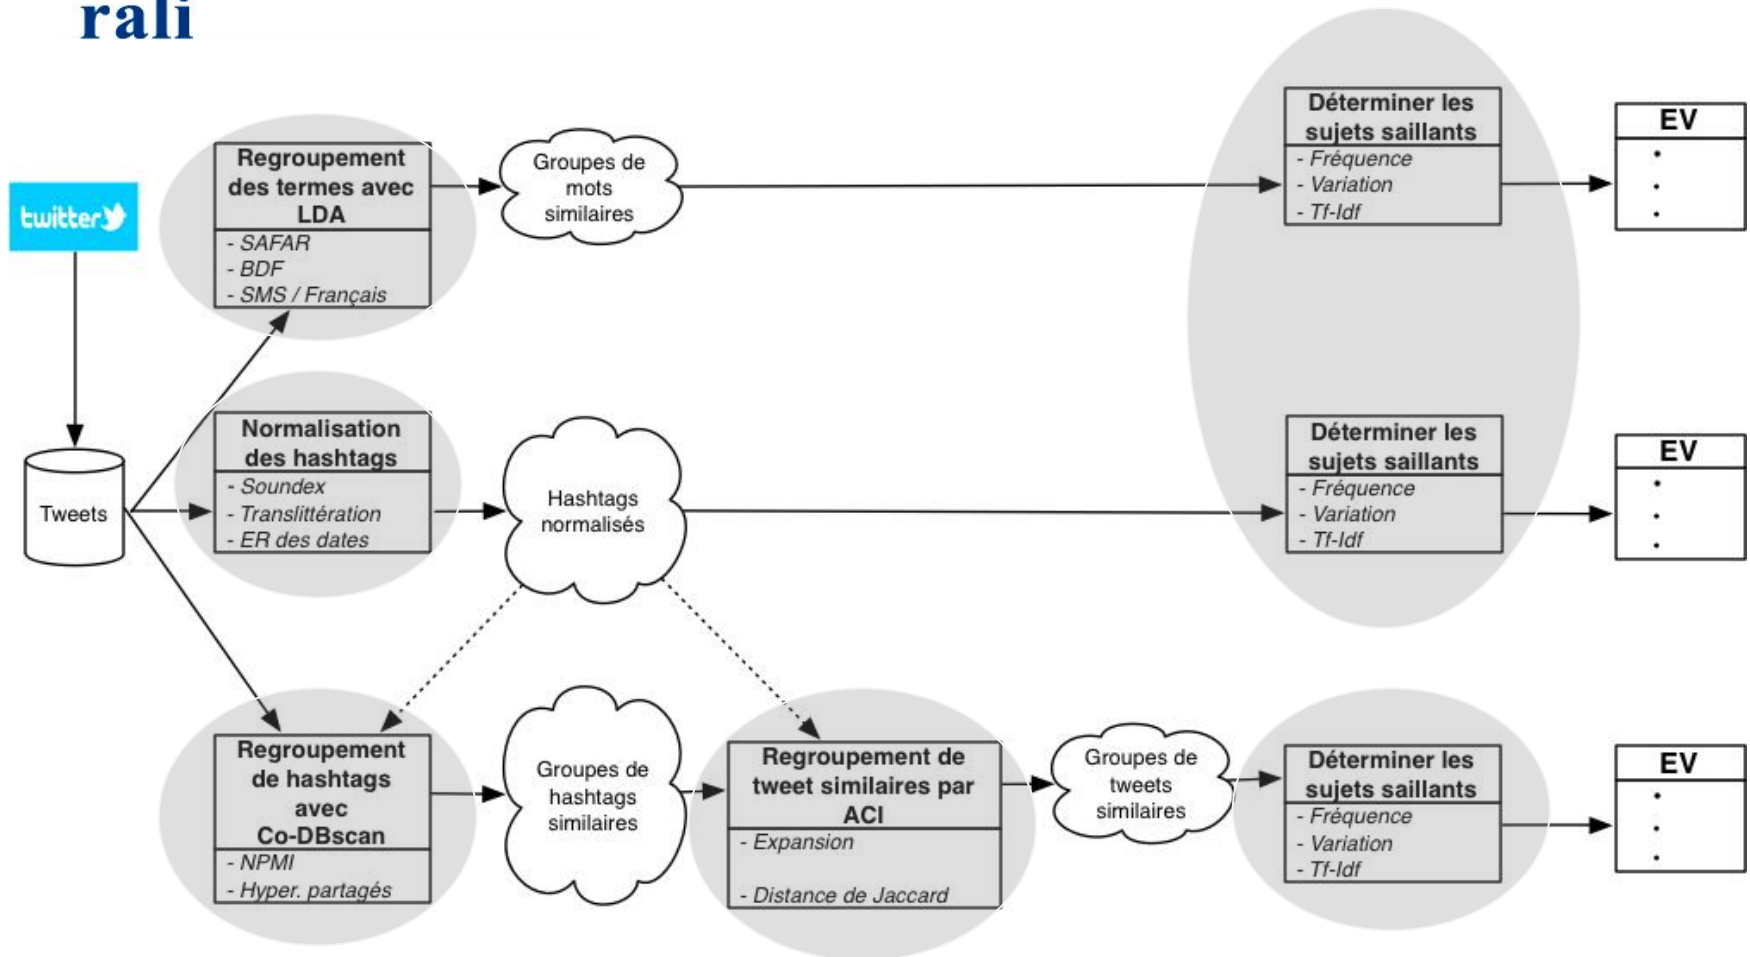 rali
twitter
Tweets
Regroupement
des termes avec
LDA
- SAFAR
- BDF
- SMS / Français
Groupes de
mots
similaires
Déterminer les
sujets saillants
- Fréquence
- Variation
- Tf-Idf
EV
Normalisation
des hashtags
- Soundex
- Translittération
- ER des dates
Hashtags
normalisés
Déterminer les
sujets saillants
- Fréquence
- Variation
- Tf-Idf
EV
Regroupement
de hashtags
avec
Co-DBscan
- NPMI
- Hyper. partagés
Groupes de
hashtags
similaires
Regroupement de
tweet similaires par
ACI
- Expansion
- Distance de Jaccard
Groupes de
tweets
similaires
Déterminer les
sujets saillants
- Fréquence
- Variation
- Tf-Idf
EV